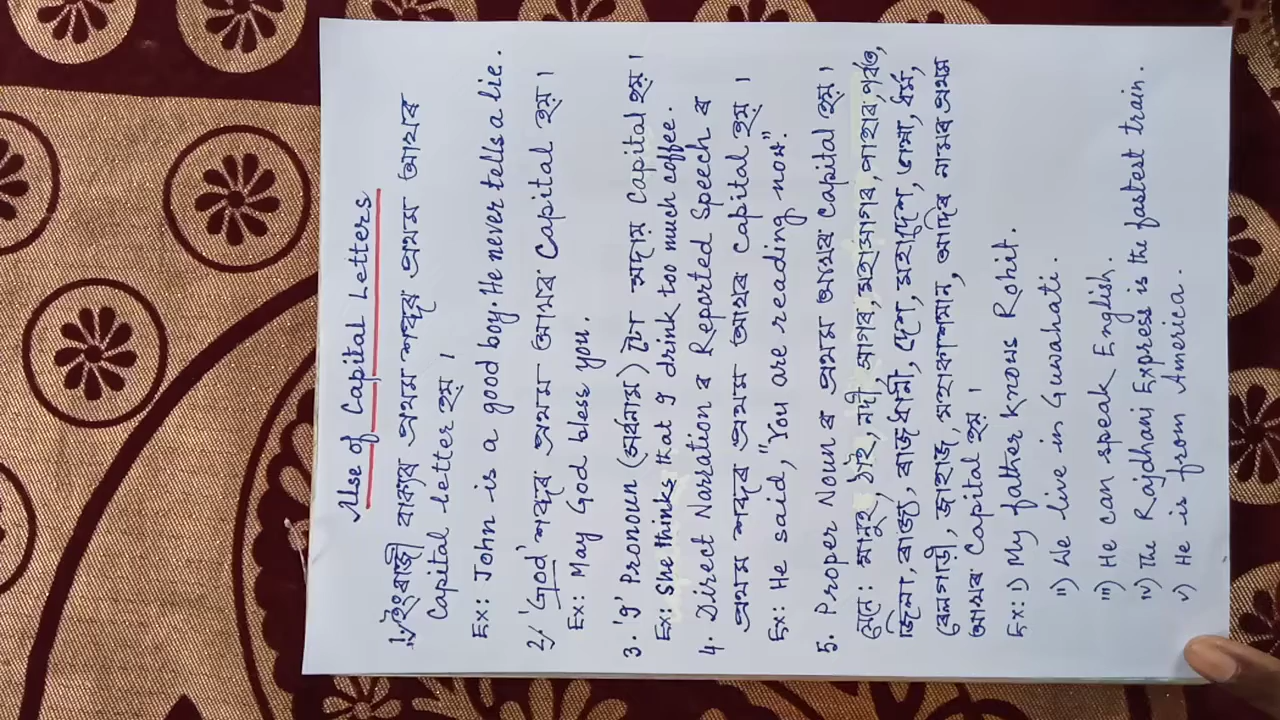 Use of Capital Letters
1. ইংৰাজী বাক্যৰ প্ৰথম শব্দৰ প্ৰথম আখৰ
Capital letter হয় ।
Ex: John is a good boy. He never tells a lie.
2. 'God' শব্দৰ প্ৰথম আখৰ Capital হয় ।
Ex: May God bless you.
3. 'I' Pronoun (সৰ্বনাম) টো সদায় Capital হয় ।
Ex: She thinks that I drink too much coffee.
4. Direct Narration ৰ Reported Speech ৰ
প্ৰথম শব্দৰ প্ৰথম আখৰ Capital হয় ।
Ex: He said, "You are reading now".
5. Proper Noun ৰ প্ৰথম আখৰ Capital হয় ।
যেনে: মানুহ, ঠাই, নদী, সাগৰ, মহাসাগৰ, পাহাৰ, পৰ্বত,
জিলা, ৰাজ্য, ৰাজধানী, দেশ, মহাদেশ, ভাষা, ধৰ্ম,
ৰেলগাড়ী, জাহাজ, মহাকাশযান, আদিৰ নামৰ প্ৰথম
আখৰ Capital হয় ।
Ex: i) My father knows Rohit.
ii) We live in Guwahati.
iii) He can speak English.
iv) The Rajdhani Express is the fastest train.
v) He is from America.